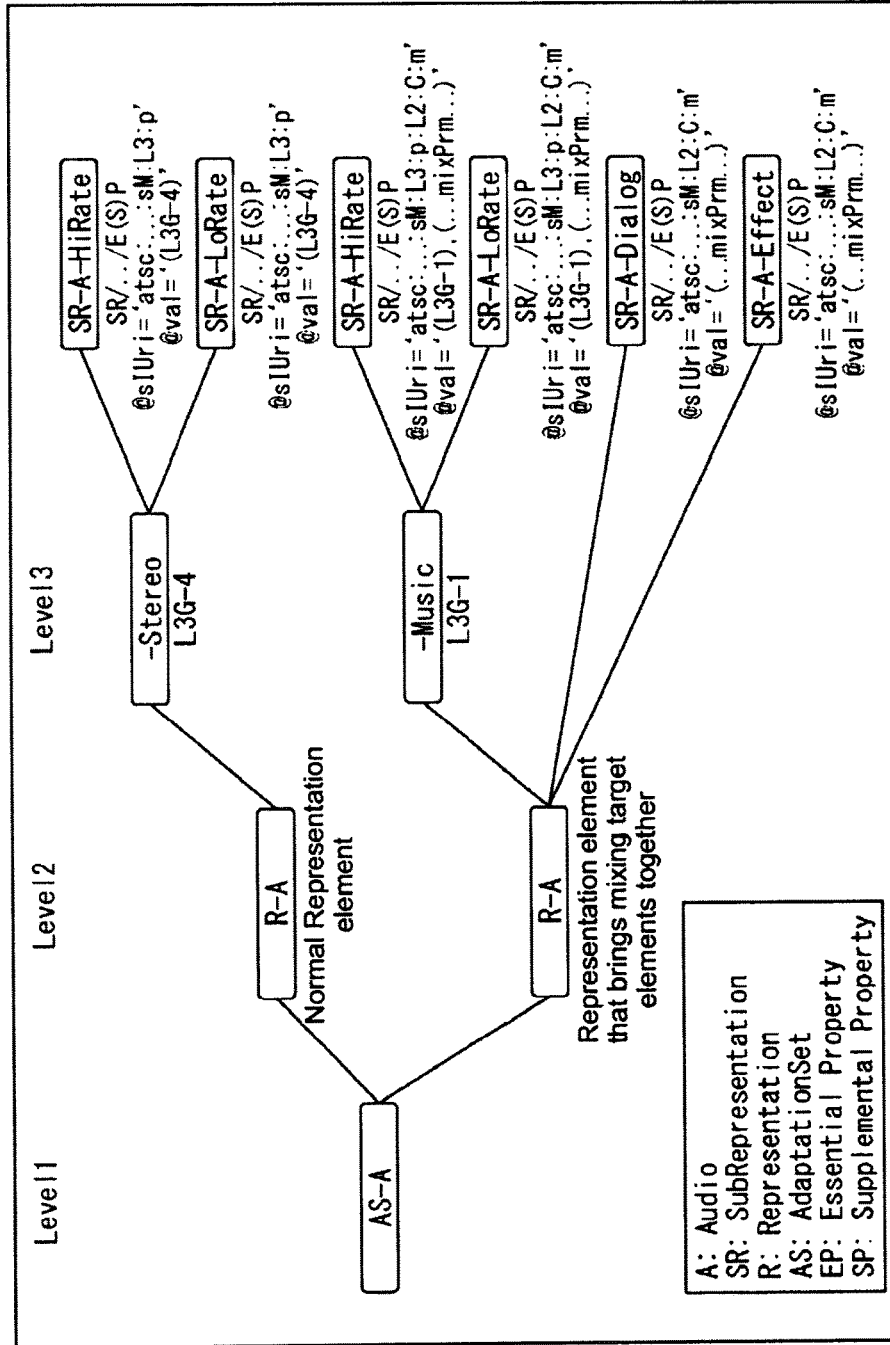 Level1
Level2
Level3
AS-A
R-A
Normal Representation
element
R-A
Representation element
that brings mixing target
elements together
-Stereo
L3G-4
-Music
L3G-1
SR-A-HiRate
SR/../E(S)P
@sIUri='atsc:...:sM:L3:p'
@val='(L3G-4)'
SR-A-LoRate
SR/../E(S)P
@sIUri='atsc:...:sM:L3:p'
@val='(L3G-4)'
SR-A-HiRate
SR/../E(S)P
@sIUri='atsc:...:sM:L3:p:L2:C:m'
@val='(L3G-1),(...mixPrm...)'
SR-A-LoRate
SR/../E(S)P
@sIUri='atsc:...:sM:L3:p:L2:C:m'
@val='(L3G-1),(...mixPrm...)'
SR-A-Dialog
SR/../E(S)P
@sIUri='atsc:...:sM:L2:C:m'
@val='(...mixPrm...)'
SR-A-Effect
SR/../E(S)P
@sIUri='atsc:...:sM:L2:C:m'
@val='(...mixPrm...)'
A: Audio
SR: SubRepresentation
R: Representation
AS: AdaptationSet
EP: Essential Property
SP: Supplemental Property